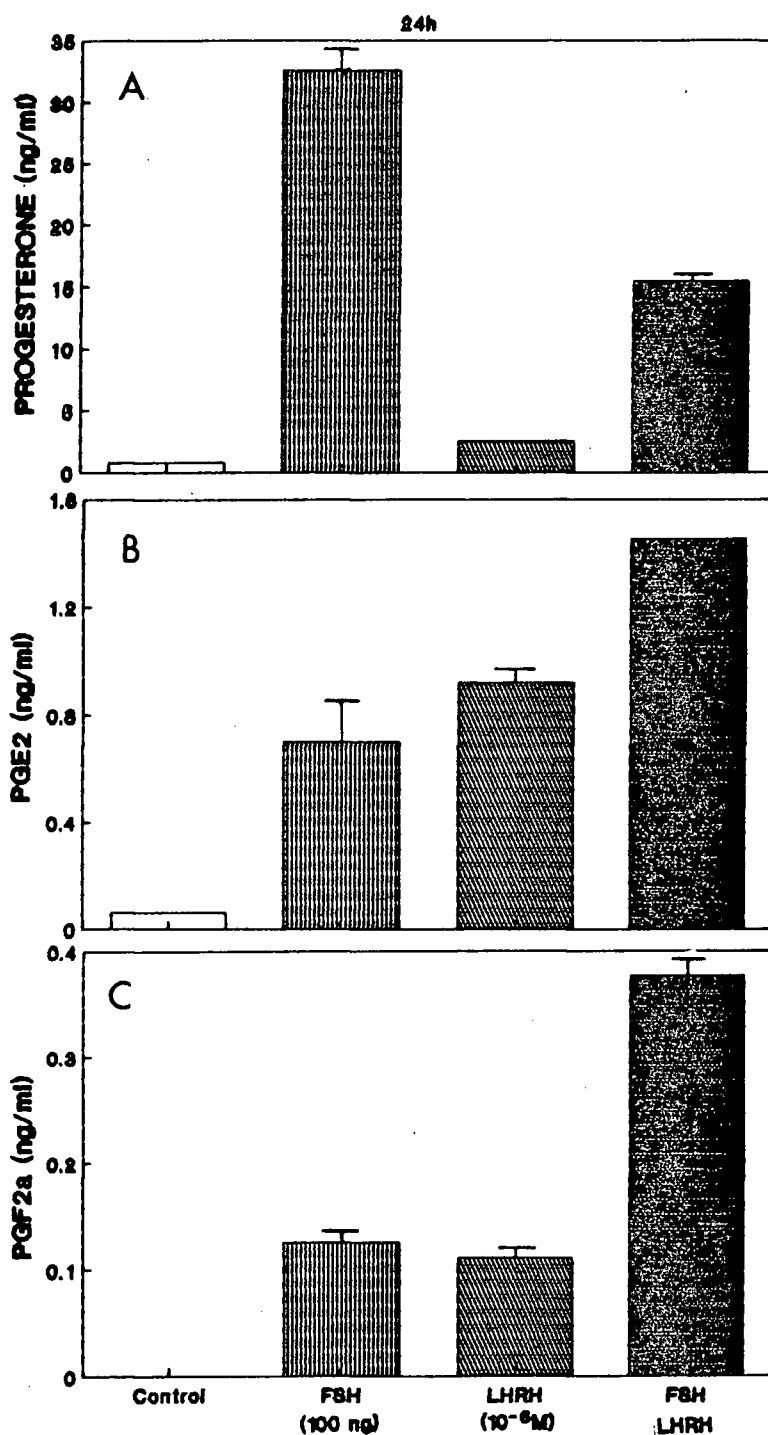 24h
A
PROGESTERONE (ng/ml)
35
30
25
20
15
10
5
0
B
PGE2 (ng/ml)
1.6
1.2
0.8
0.4
0
C
PGF2a (ng/ml)
0.4
0.3
0.2
0.1
0
Control
FSH
(100 ng)
LHRH
(10⁻⁶M)
FSH
LHRH